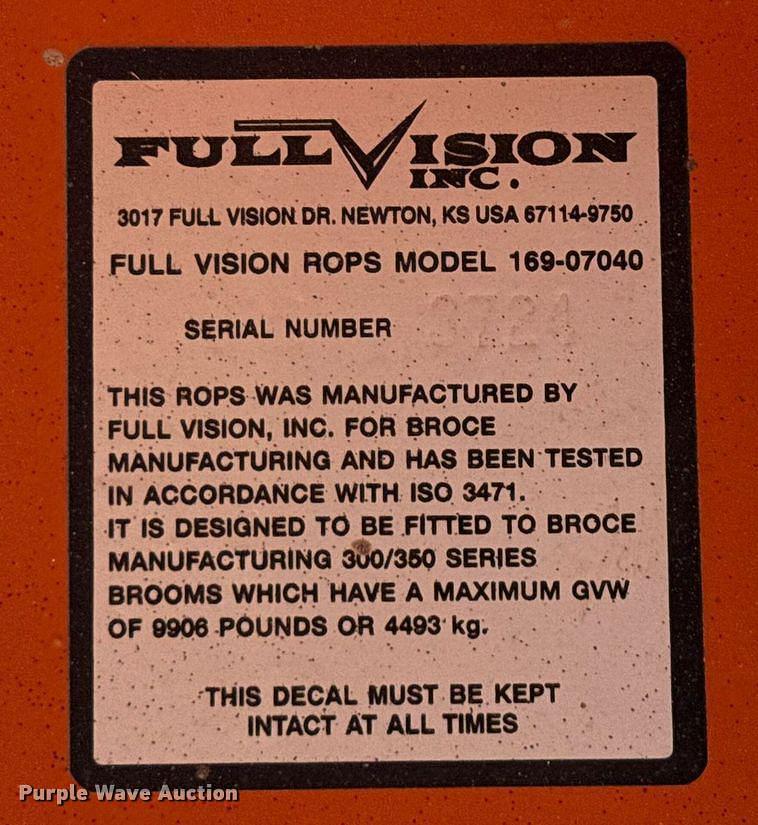 FULL VISION
INC.
3017 FULL VISION DR. NEWTON, KS USA 67114-9750
FULL VISION ROPS MODEL 169-07040
SERIAL NUMBER
THIS ROPS WAS MANUFACTURED BY
FULL VISION, INC. FOR BROCE
MANUFACTURING AND HAS BEEN TESTED
IN ACCORDANCE WITH ISO 3471.
IT IS DESIGNED TO BE FITTED TO BROCE
MANUFACTURING 300/350 SERIES
BROOMS WHICH HAVE A MAXIMUM GVW
OF 9906 POUNDS OR 4493 kg.
THIS DECAL MUST BE KEPT
INTACT AT ALL TIMES
Purple Wave Auction